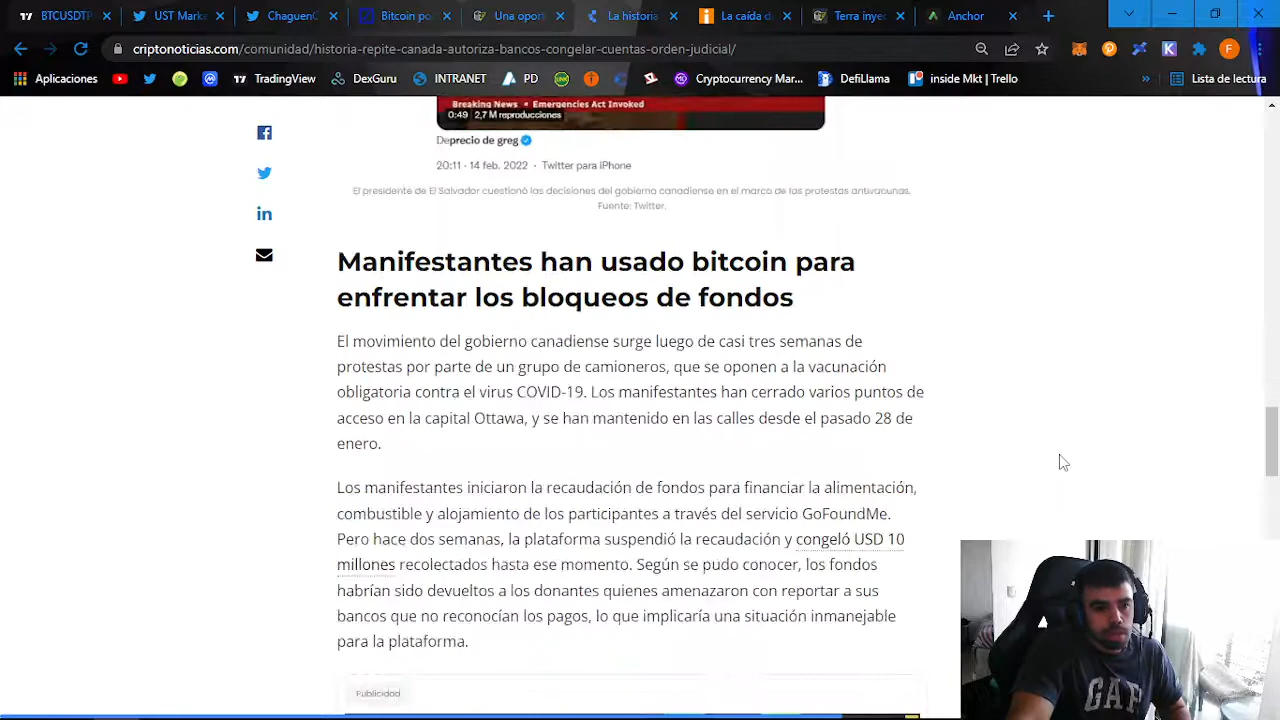 BTCUSDTP
UST Marke
ChaguenC
Bitcoin po
Una oport
La historia
La caída d
Terra inye
Anchor
criptonoticias.com/comunidad/historia-repite-canada-autoriza-bancos-congelar-cuentas-orden-judicial/
F
Aplicaciones
TradingView
DexGuru
INTRANET
PD
Cryptocurrency Mar...
DefiLlama
inside Mkt | Trello
»
Lista de lectura
Breaking News • Emergencies Act Invoked
0:49 2,7 M reproducciones
Deprecio de greg
20:11 · 14 feb. 2022 · Twitter para iPhone
El presidente de El Salvador cuestionó las decisiones del gobierno canadiense en el marco de las protestas antivacunas.
Fuente: Twitter.
Manifestantes han usado bitcoin para
enfrentar los bloqueos de fondos
El movimiento del gobierno canadiense surge luego de casi tres semanas de
protestas por parte de un grupo de camioneros, que se oponen a la vacunación
obligatoria contra el virus COVID-19. Los manifestantes han cerrado varios puntos de
acceso en la capital Ottawa, y se han mantenido en las calles desde el pasado 28 de
enero.
Los manifestantes iniciaron la recaudación de fondos para financiar la alimentación,
combustible y alojamiento de los participantes a través del servicio GoFoundMe.
Pero hace dos semanas, la plataforma suspendió la recaudación y congeló USD 10
millones recolectados hasta ese momento. Según se pudo conocer, los fondos
habrían sido devueltos a los donantes quienes amenazaron con reportar a sus
bancos que no reconocían los pagos, lo que implicaría una situación inmanejable
para la plataforma.
Publicidad
GAP